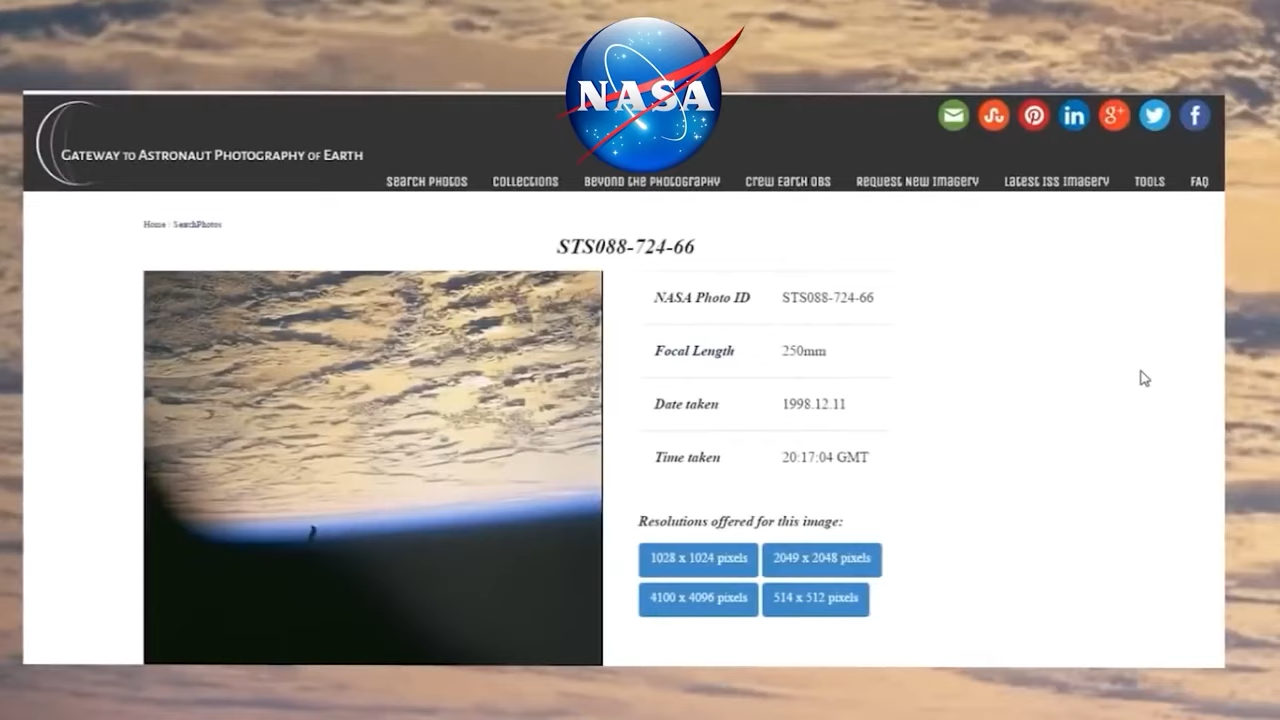 NASA
GATEWAY TO ASTRONAUT PHOTOGRAPHY OF EARTH
Search Photos Collections Beyond the Photography Crew Earth Obs Request New Imagery Latest ISS Imagery Tools FAQ
Home SearchPhotos
STS088-724-66
NASA Photo ID STS088-724-66
Focal Length 250mm
Date taken 1998.12.11
Time taken 20:17:04 GMT
Resolutions offered for this image:
1028 x 1024 pixels 2049 x 2048 pixels
4100 x 4096 pixels 514 x 512 pixels